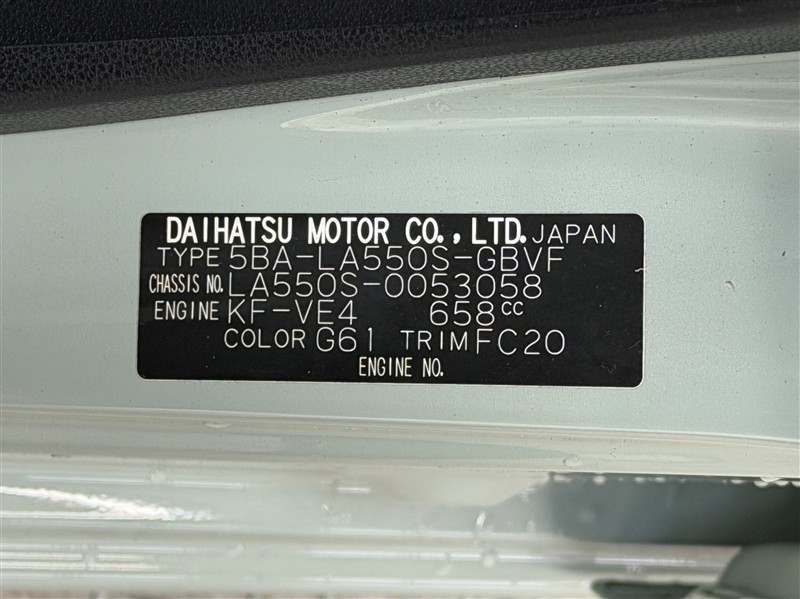 DAIHATSU MOTOR CO.,LTD. JAPAN
TYPE 5BA-LA550S-GBVF
CHASSIS NO. LA550S-0053058
ENGINE KF-VE4 658cc
COLOR G61 TRIM FC20
ENGINE NO.